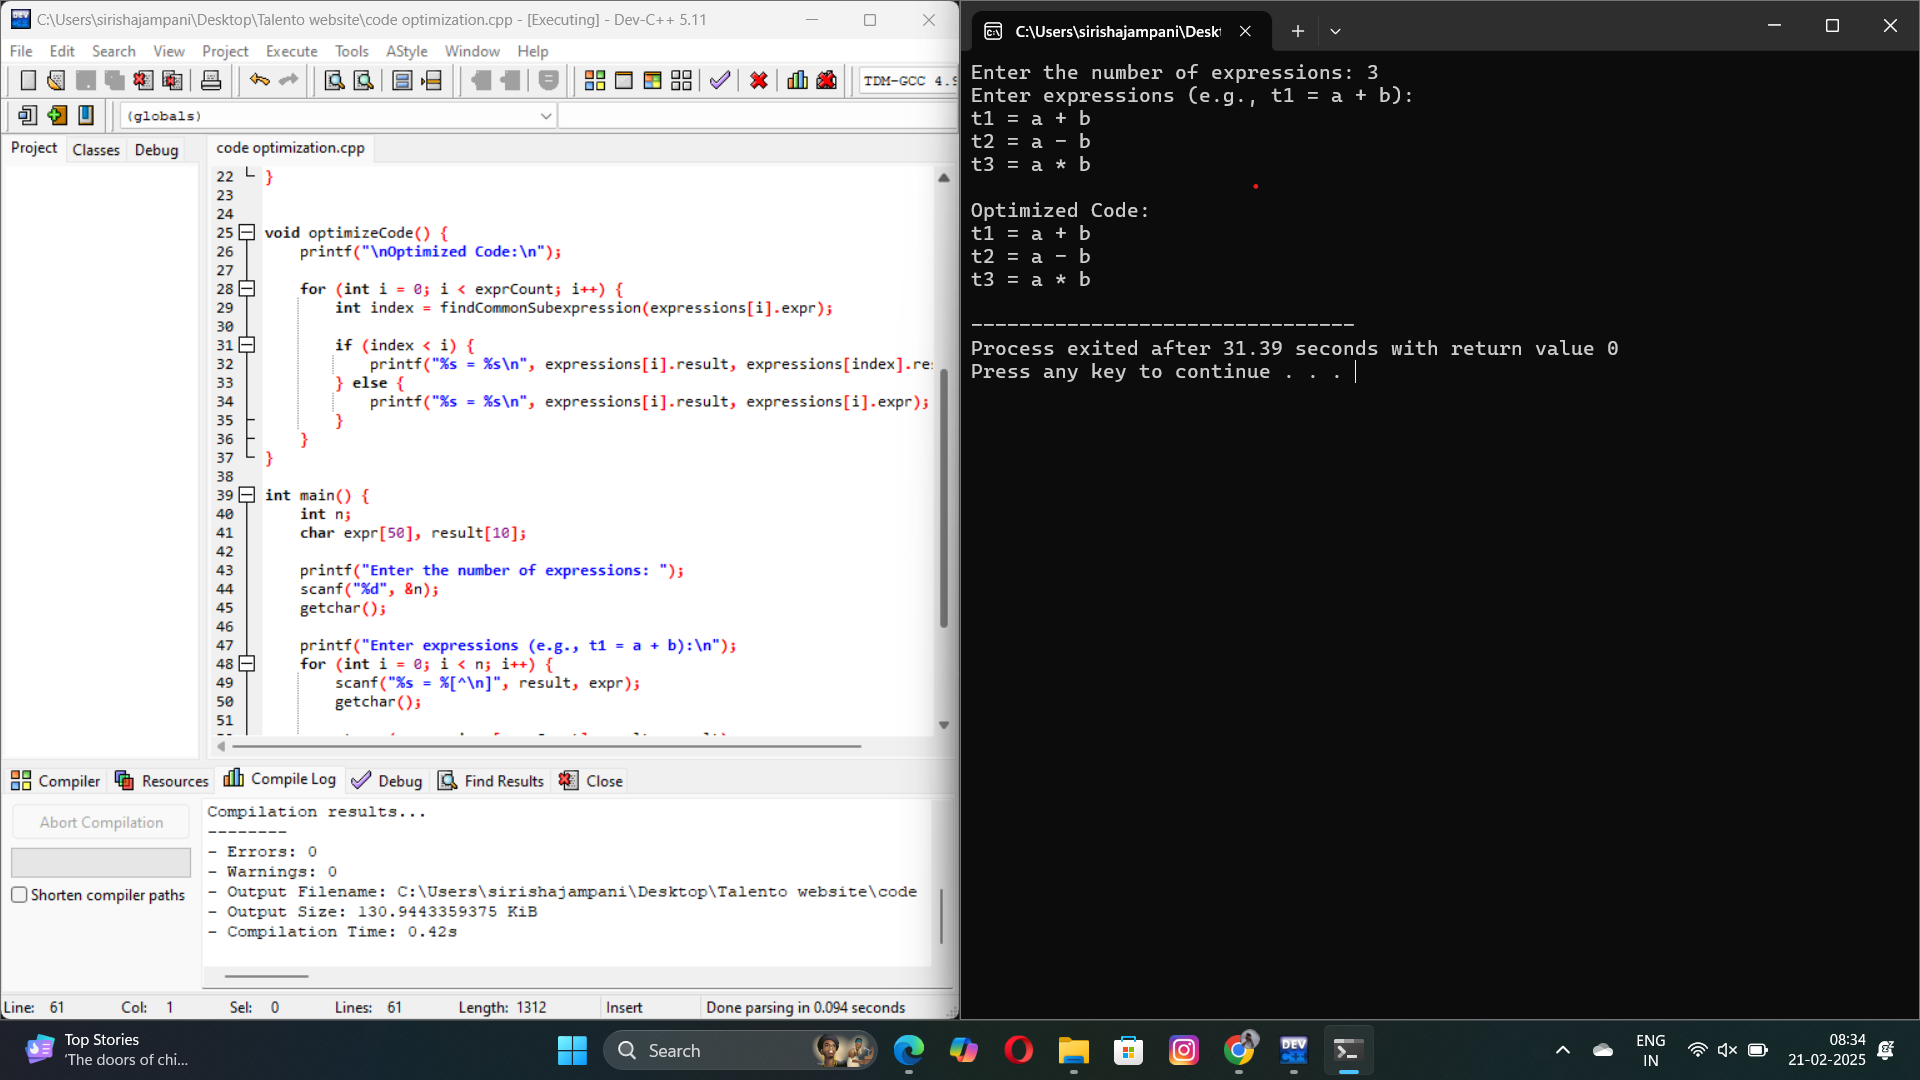 C:\Users\sirishajampani\Desktop\Talento website\code optimization.cpp - [Executing] - Dev-C++ 5.11
File Edit Search View Project Execute Tools AStyle Window Help
TDM-GCC 4.9
(globals)
Project Classes Debug
code optimization.cpp
22 }
23
24
25 void optimizeCode() {
26 printf("\nOptimized Code:\n");
27
28 for (int i = 0; i < exprCount; i++) {
29 int index = findCommonSubexpression(expressions[i].expr);
30
31 if (index < i) {
32 printf("%s = %s\n", expressions[i].result, expressions[index].re
33 } else {
34 printf("%s = %s\n", expressions[i].result, expressions[i].expr);
35 }
36 }
37 }
38
39 int main() {
40 int n;
41 char expr[50], result[10];
42
43 printf("Enter the number of expressions: ");
44 scanf("%d", &n);
45 getchar();
46
47 printf("Enter expressions (e.g., t1 = a + b):\n");
48 for (int i = 0; i < n; i++) {
49 scanf("%s = %[^\n]", result, expr);
50 getchar();
51
Compiler Resources Compile Log Debug Find Results Close
Abort Compilation
Shorten compiler paths
Compilation results...
--------
- Errors: 0
- Warnings: 0
- Output Filename: C:\Users\sirishajampani\Desktop\Talento website\code
- Output Size: 130.9443359375 KiB
- Compilation Time: 0.42s
Line: 61 Col: 1 Sel: 0 Lines: 61 Length: 1312 Insert Done parsing in 0.094 seconds
C:\Users\sirishajampani\Deskt
Enter the number of expressions: 3
Enter expressions (e.g., t1 = a + b):
t1 = a + b
t2 = a - b
t3 = a * b
Optimized Code:
t1 = a + b
t2 = a - b
t3 = a * b
--------------------------------
Process exited after 31.39 seconds with return value 0
Press any key to continue . . .
Top Stories
'The doors of chi...
Search
DEV
ENG
IN
08:34
21-02-2025